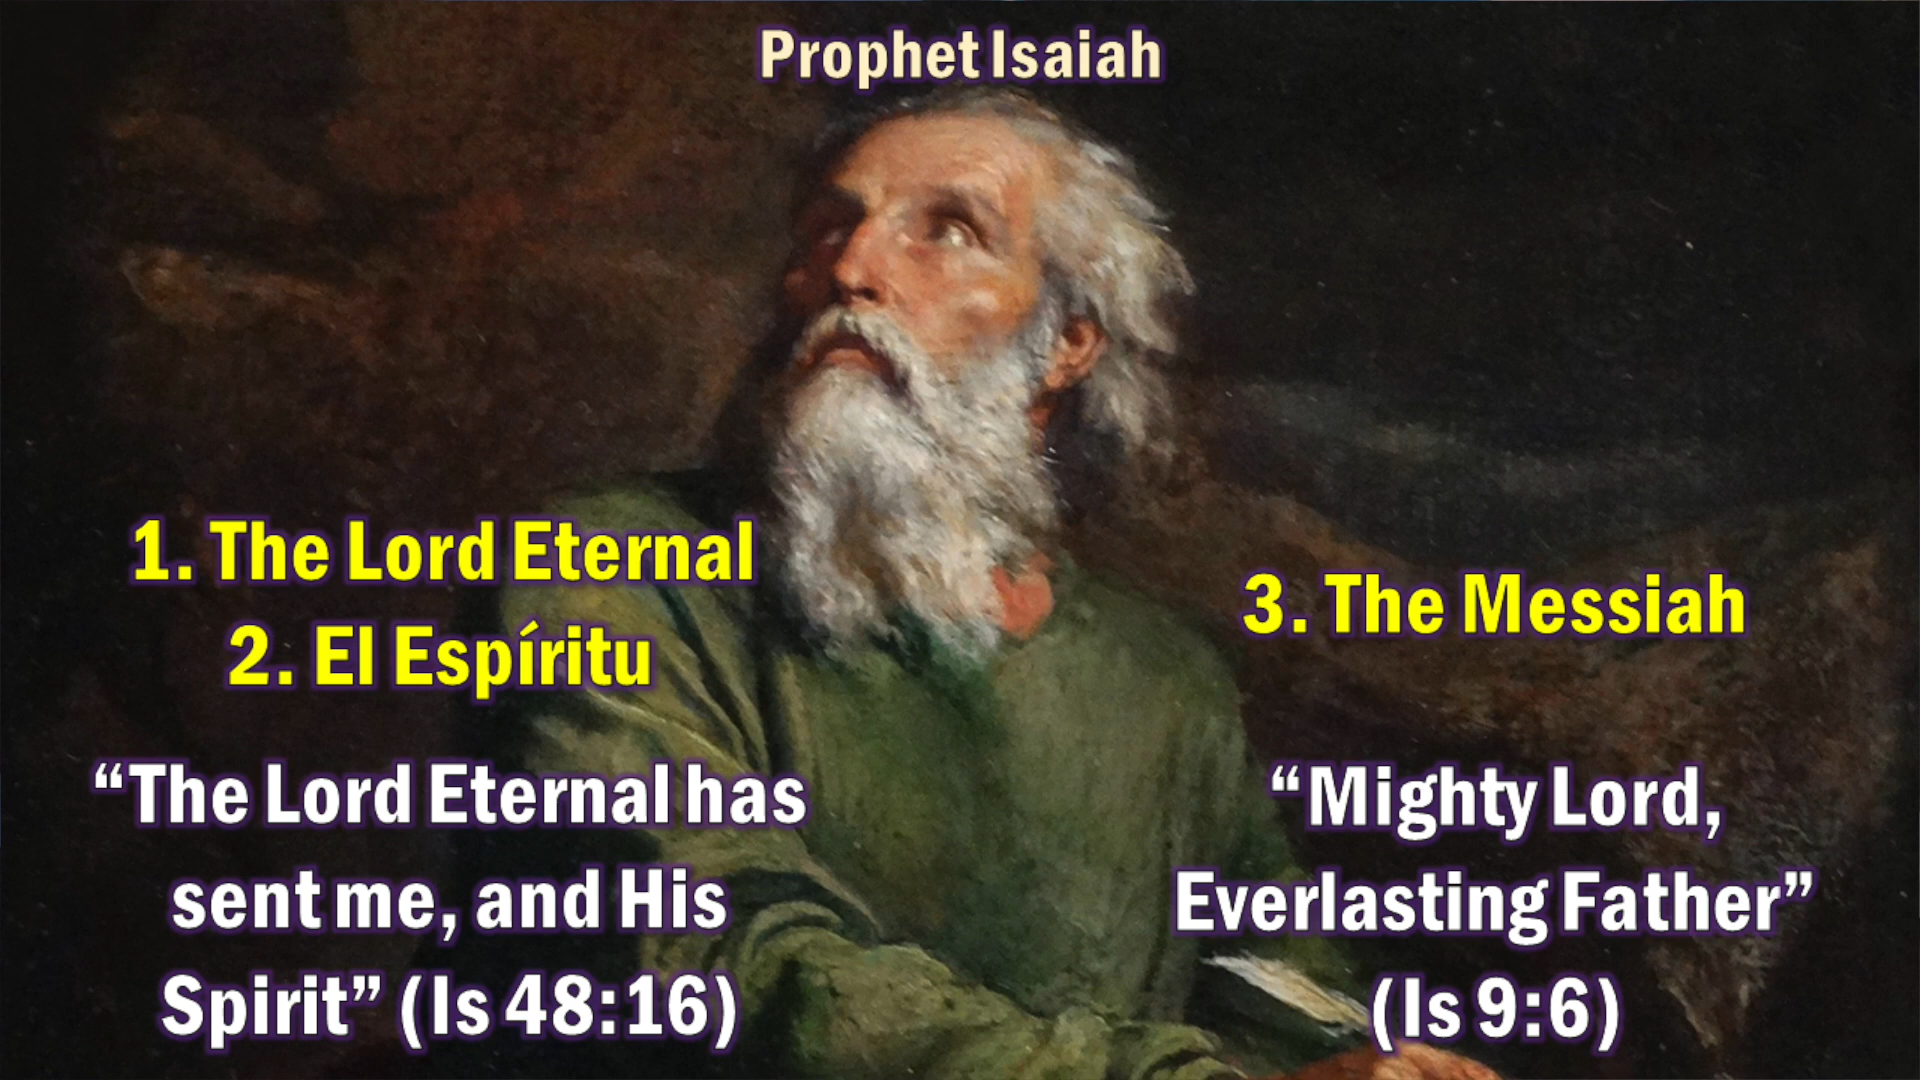 Prophet Isaiah
1. The Lord Eternal
2. El Espíritu
“The Lord Eternal has
sent me, and His
Spirit” (Is 48:16)
3. The Messiah
“Mighty Lord,
Everlasting Father”
(Is 9:6)